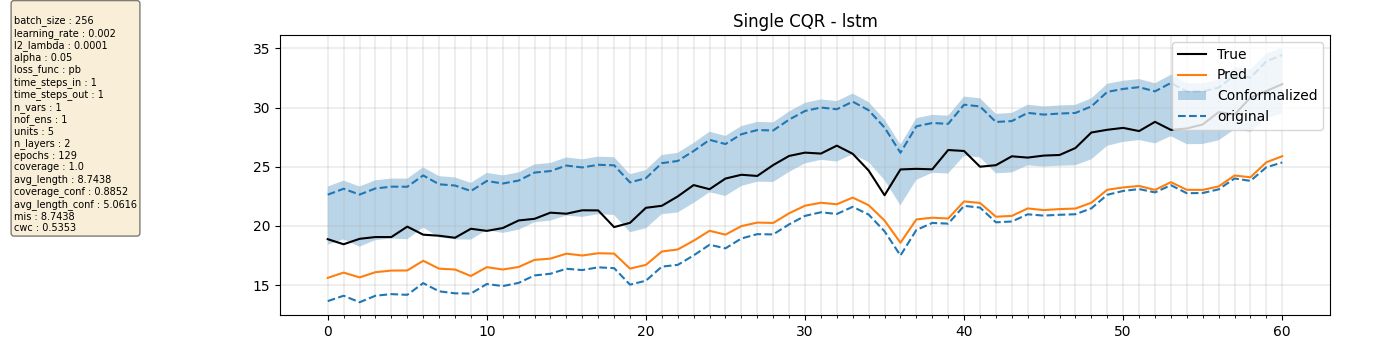 batch_size : 256
learning_rate : 0.002
l2_lambda : 0.0001
alpha : 0.05
loss_func : pb
time_steps_in : 1
time_steps_out : 1
n_vars : 1
nof_ens : 1
units : 5
n_layers : 2
epochs : 129
coverage : 1.0
avg_length : 8.7438
coverage_conf : 0.8852
avg_length_conf : 5.0616
mis : 8.7438
cwc : 0.5353
Single CQR - lstm
35
30
25
20
15
0 10 20 30 40 50 60
True
Pred
Conformalized
original